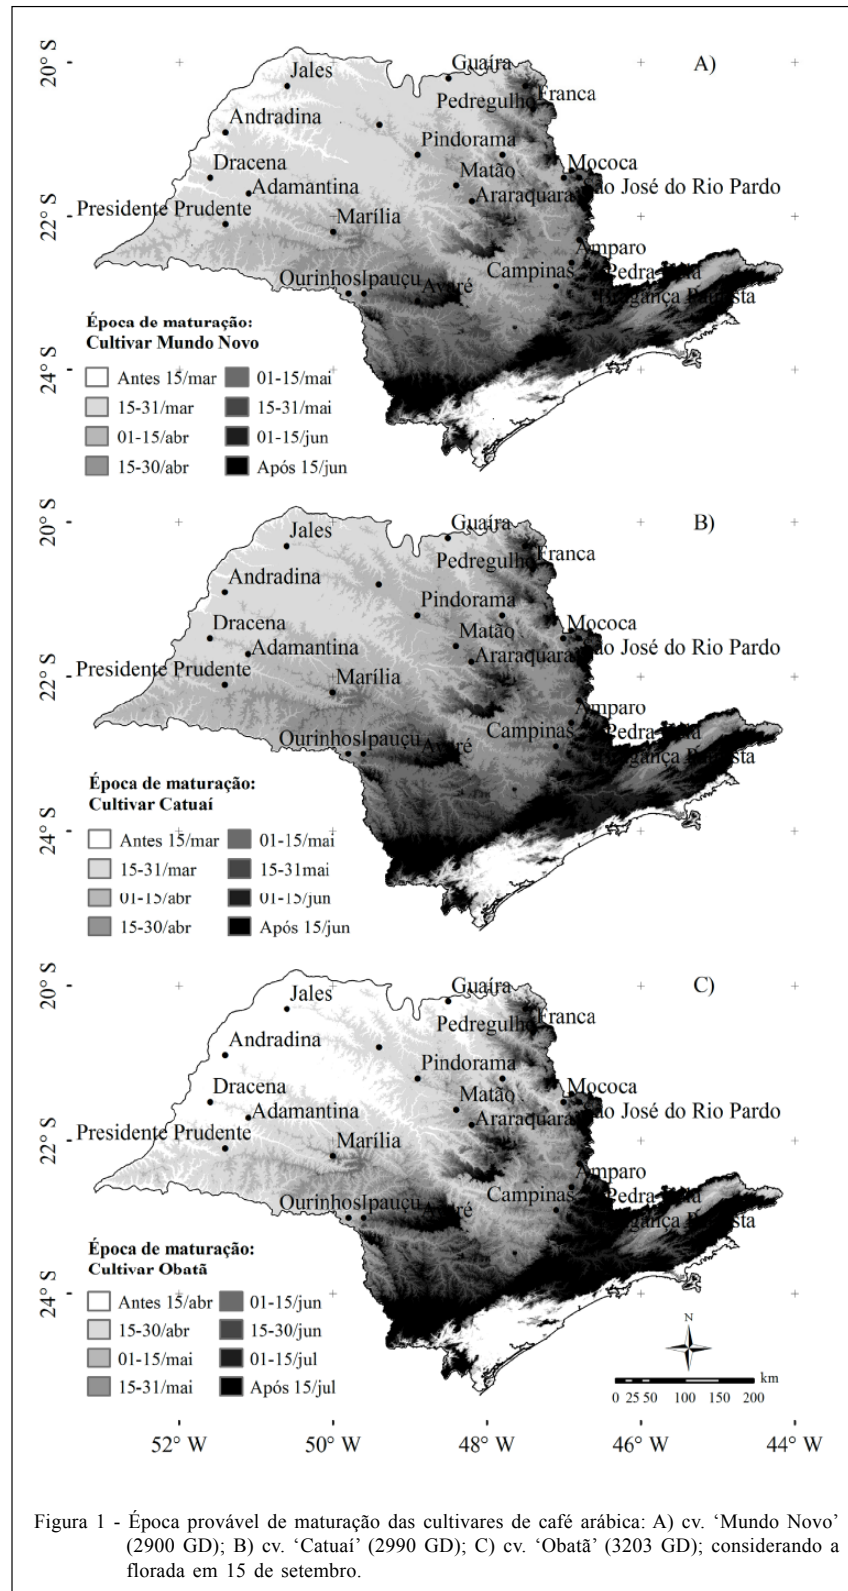 A)
20° S
22° S
24° S
Jales
Guaíra
Pedregulho
Franca
Andradina
Pindorama
Dracena
Matão
Mococa
Adamantina
Araraquara
São José do Rio Pardo
Presidente Prudente
Marília
Amparo
Campinas
Pedra
Ourinhos
Ipauçu
Avaré
Bragança Paulista
Época de maturação:
Cultivar Mundo Novo
Antes 15/mar
01-15/mai
15-31/mar
15-31/mai
01-15/abr
01-15/jun
15-30/abr
Após 15/jun
B)
20° S
22° S
24° S
Jales
Guaíra
Pedregulho
Franca
Andradina
Pindorama
Dracena
Matão
Mococa
Adamantina
Araraquara
São José do Rio Pardo
Presidente Prudente
Marília
Amparo
Campinas
Pedra
Ourinhos
Ipauçu
Avaré
Bragança Paulista
Época de maturação:
Cultivar Catuaí
Antes 15/mar
01-15/mai
15-31/mar
15-31mai
01-15/abr
01-15/jun
15-30/abr
Após 15/jun
C)
20° S
22° S
24° S
Jales
Guaíra
Pedregulho
Franca
Andradina
Pindorama
Dracena
Matão
Mococa
Adamantina
Araraquara
São José do Rio Pardo
Presidente Prudente
Marília
Amparo
Campinas
Pedra
Ourinhos
Ipauçu
Avaré
Bragança Paulista
Época de maturação:
Cultivar Obatã
Antes 15/abr
01-15/jun
15-30/abr
15-30/jun
01-15/mai
01-15/jul
15-31/mai
Após 15/jul
N
S
km
0 25 50 100 150 200
52° W 50° W 48° W 46° W 44° W
Figura 1 - Época provável de maturação das cultivares de café arábica: A) cv. ‘Mundo Novo’
(2900 GD); B) cv. ‘Catuaí’ (2990 GD); C) cv. ‘Obatã’ (3203 GD); considerando a
florada em 15 de setembro.